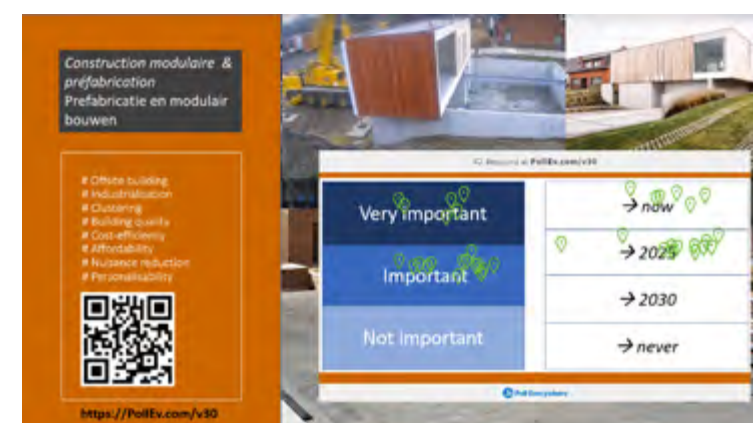 Construction modulaire &
préfabrication
Prefabricatie en modulair
bouwen
# Offsite building
# Industrialisation
# Clustering
# Building quality
# Cost-efficiency
# Affordability
# Nuisance reduction
# Personalisability
https://PollEv.com/v30
Respond at PollEv.com/v30
Very important
→ now
Important
→ 2025
→ 2030
Not important
→ never
Poll Everywhere